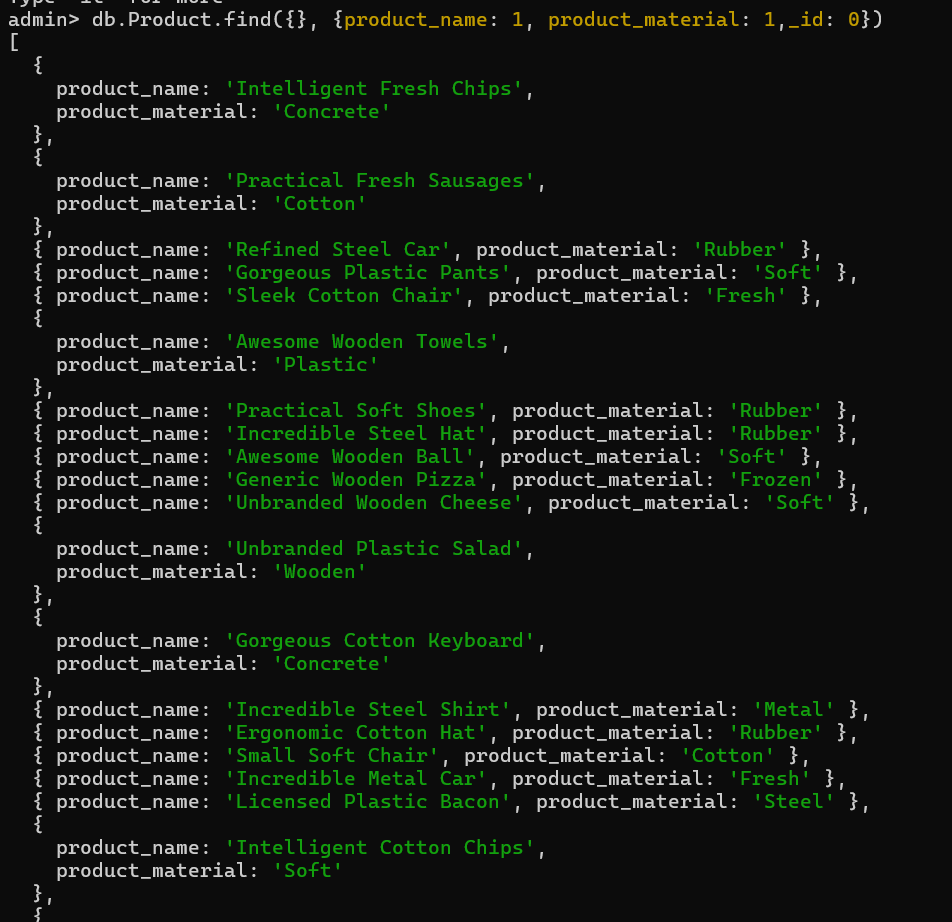 Type "it" for more
admin> db.Product.find({}, {product_name: 1, product_material: 1,_id: 0})
[
  {
    product_name: 'Intelligent Fresh Chips',
    product_material: 'Concrete'
  },
  {
    product_name: 'Practical Fresh Sausages',
    product_material: 'Cotton'
  },
  { product_name: 'Refined Steel Car', product_material: 'Rubber' },
  { product_name: 'Gorgeous Plastic Pants', product_material: 'Soft' },
  { product_name: 'Sleek Cotton Chair', product_material: 'Fresh' },
  {
    product_name: 'Awesome Wooden Towels',
    product_material: 'Plastic'
  },
  { product_name: 'Practical Soft Shoes', product_material: 'Rubber' },
  { product_name: 'Incredible Steel Hat', product_material: 'Rubber' },
  { product_name: 'Awesome Wooden Ball', product_material: 'Soft' },
  { product_name: 'Generic Wooden Pizza', product_material: 'Frozen' },
  { product_name: 'Unbranded Wooden Cheese', product_material: 'Soft' },
  {
    product_name: 'Unbranded Plastic Salad',
    product_material: 'Wooden'
  },
  {
    product_name: 'Gorgeous Cotton Keyboard',
    product_material: 'Concrete'
  },
  { product_name: 'Incredible Steel Shirt', product_material: 'Metal' },
  { product_name: 'Ergonomic Cotton Hat', product_material: 'Rubber' },
  { product_name: 'Small Soft Chair', product_material: 'Cotton' },
  { product_name: 'Incredible Metal Car', product_material: 'Fresh' },
  { product_name: 'Licensed Plastic Bacon', product_material: 'Steel' },
  {
    product_name: 'Intelligent Cotton Chips',
    product_material: 'Soft'
  },
  {